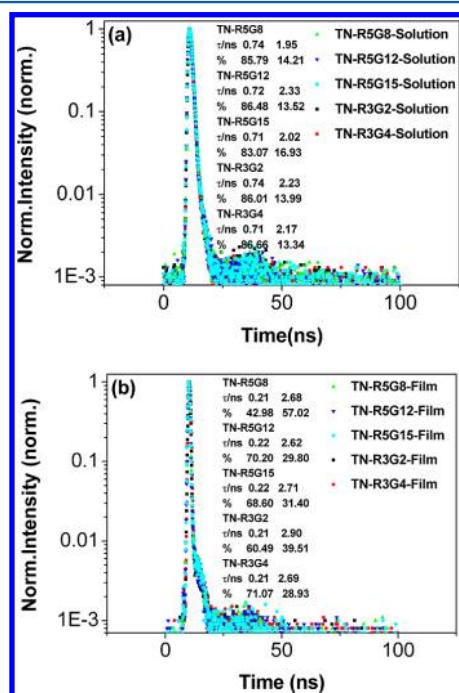 (a)
TN-R5G8
τ/ns 0.74 1.95
% 85.79 14.21
TN-R5G12
τ/ns 0.72 2.33
% 86.48 13.52
TN-R5G15
τ/ns 0.71 2.02
% 83.07 16.93
TN-R3G2
τ/ns 0.74 2.23
% 86.01 13.99
TN-R3G4
τ/ns 0.71 2.17
% 86.66 13.34
TN-R5G8-Solution
TN-R5G12-Solution
TN-R5G15-Solution
TN-R3G2-Solution
TN-R3G4-Solution
Norm.Intensity (norm.)
1
0.1
0.01
1E-3
0 50 100
Time(ns)
(b)
TN-R5G8
τ/ns 0.21 2.68
% 42.98 57.02
TN-R5G12
τ/ns 0.22 2.62
% 70.20 29.80
TN-R5G15
τ/ns 0.22 2.71
% 68.60 31.40
TN-R3G2
τ/ns 0.21 2.90
% 60.49 39.51
TN-R3G4
τ/ns 0.21 2.69
% 71.07 28.93
TN-R5G8-Film
TN-R5G12-Film
TN-R5G15-Film
TN-R3G2-Film
TN-R3G4-Film
Norm.Intensity (norm.)
1
0.1
0.01
1E-3
0 50 100
Time (ns)